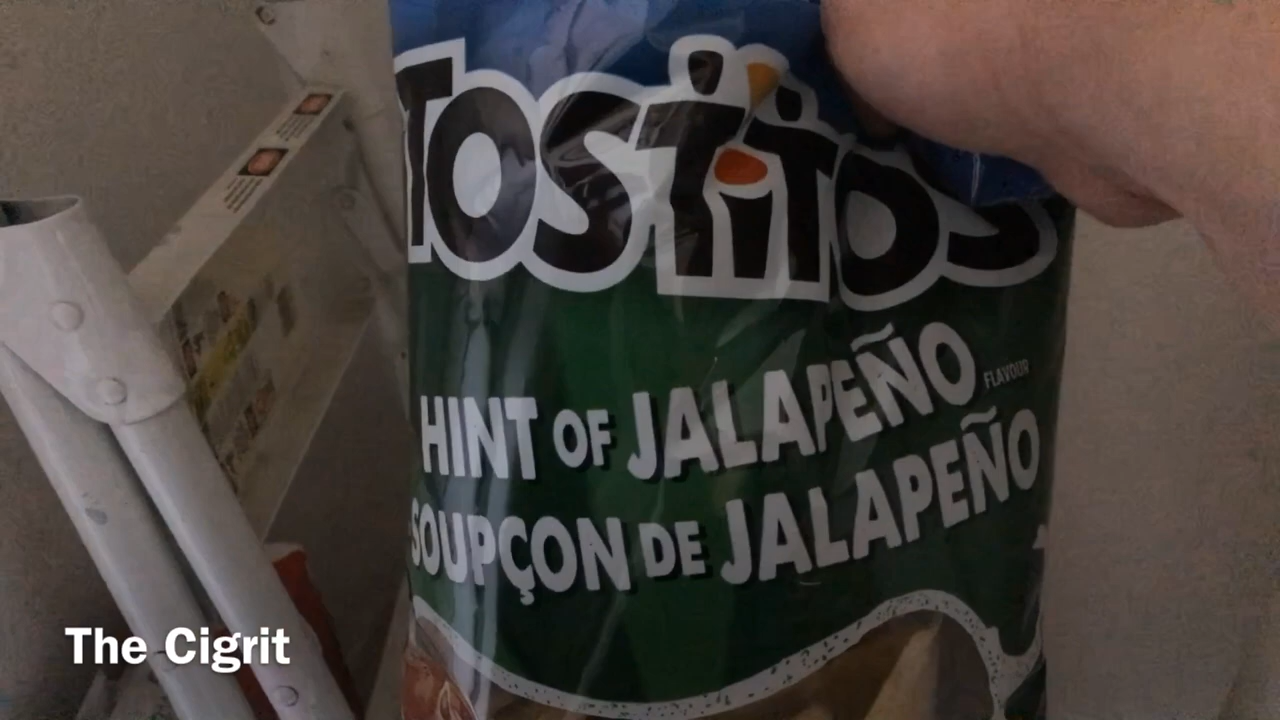 TOSTiTOS
HINT OF JALAPEÑO FLAVOUR
SOUPÇON DE JALAPEÑO
The Cigrit